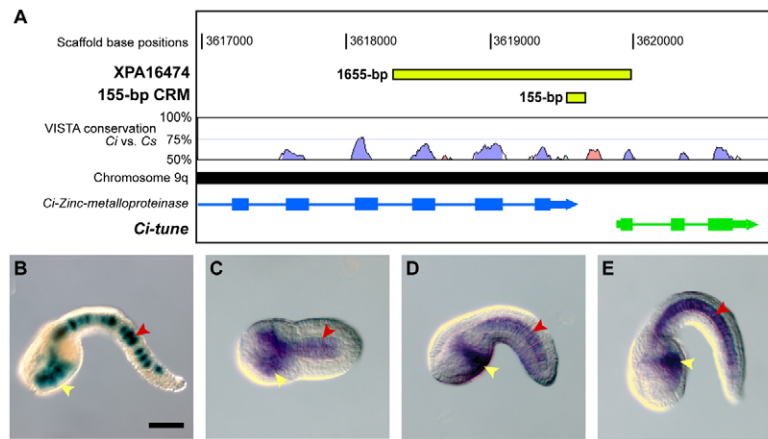 A
Scaffold base positions 3617000 3618000 3619000 3620000
XPA16474 1655-bp
155-bp CRM 155-bp
100%
VISTA conservation 75%
Ci vs. Cs
50%
Chromosome 9q
Ci-Zinc-metalloproteinase
Ci-tune
B C D E